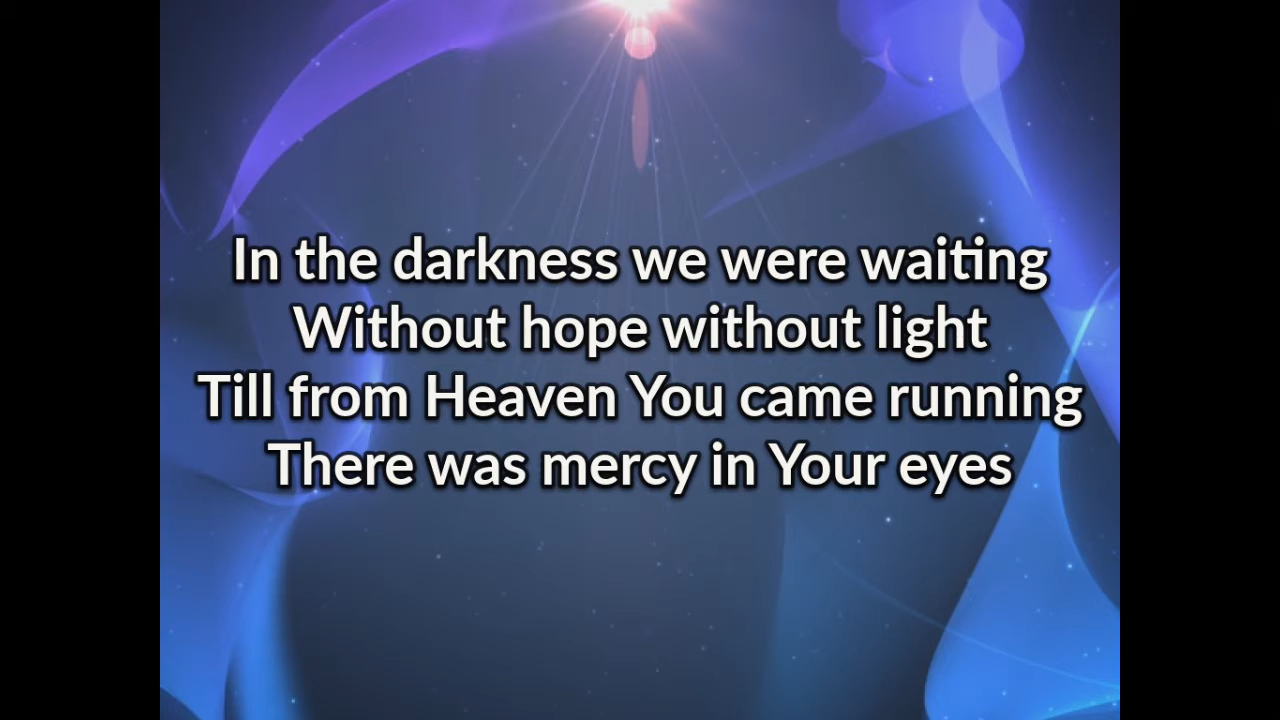 In the darkness we were waiting
Without hope without light
Till from Heaven You came running
There was mercy in Your eyes